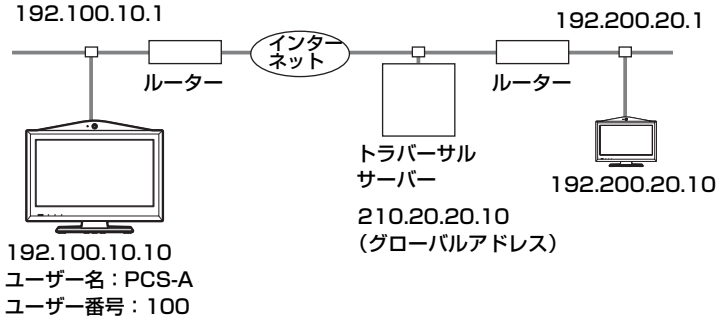 192.100.10.1
192.200.20.1
インター
ネット
ルーター
ルーター
トラバーサル
サーバー
192.200.20.10
210.20.20.10
（グローバルアドレス）
192.100.10.10
ユーザー名：PCS-A
ユーザー番号：100